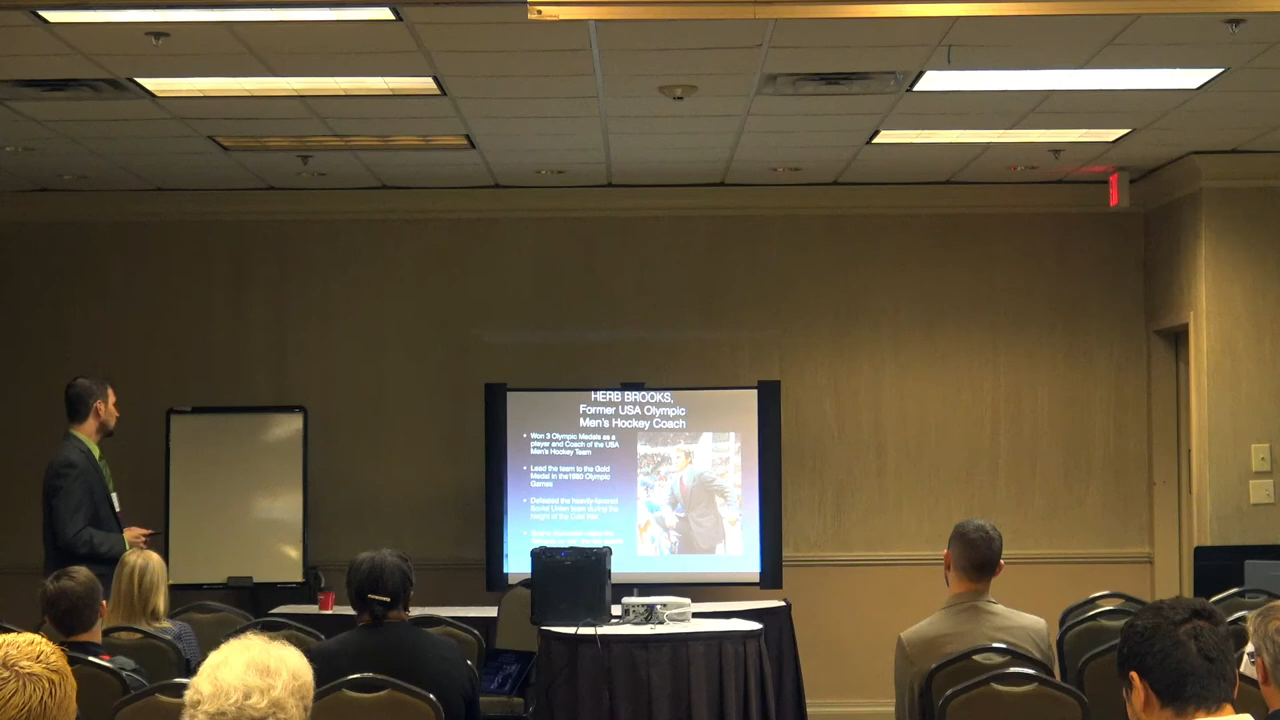 HERB BROOKS,
Former USA Olympic
Men's Hockey Coach
• Won 3 Olympic Medals as a
player and Coach of the USA
Men's Hockey Team
• Lead the team to the Gold
Medal in the1980 Olympic
Games
• Defeated the heavily-favored
Soviet Union team during the
height of the Cold War